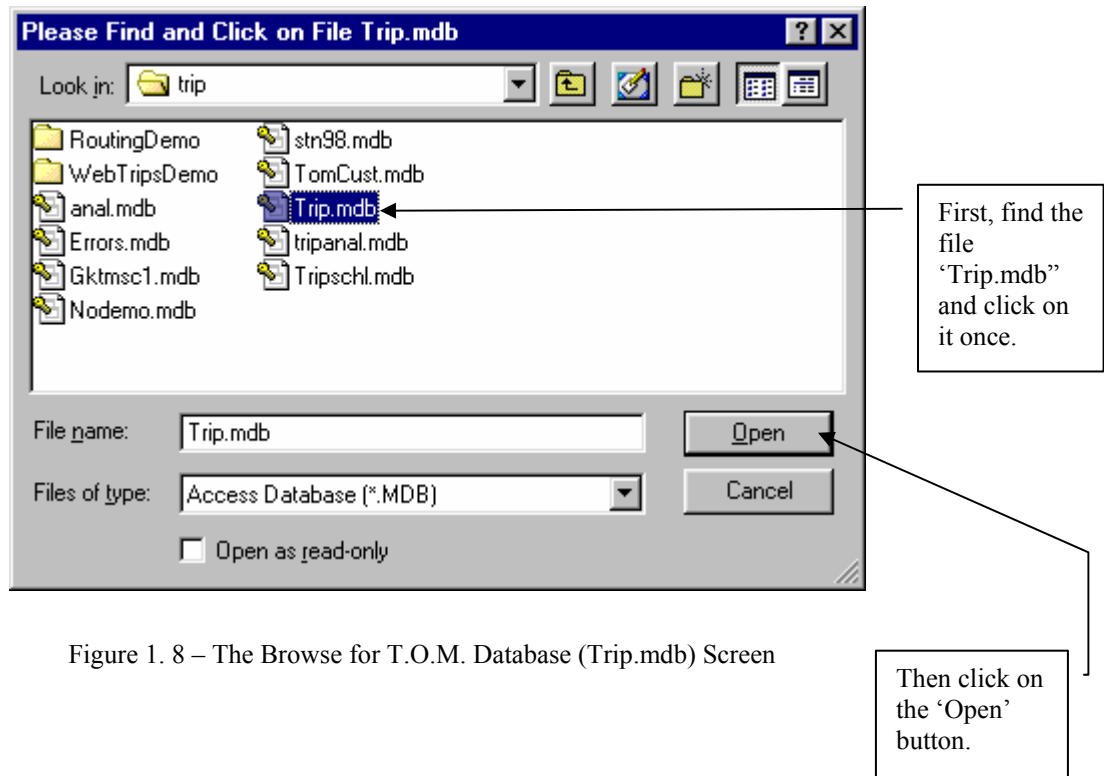 Please Find and Click on File Trip.mdb
Look in: trip
RoutingDemo
WebTripsDemo
anal.mdb
Errors.mdb
Gktmsc1.mdb
Nodemo.mdb
stn98.mdb
TomCust.mdb
Trip.mdb
tripanal.mdb
Tripschl.mdb
File name: Trip.mdb
Open
Files of type: Access Database (*.MDB)
Cancel
Open as read-only
First, find the
file
‘Trip.mdb”
and click on
it once.
Figure 1. 8 – The Browse for T.O.M. Database (Trip.mdb) Screen
Then click on
the ‘Open’
button.